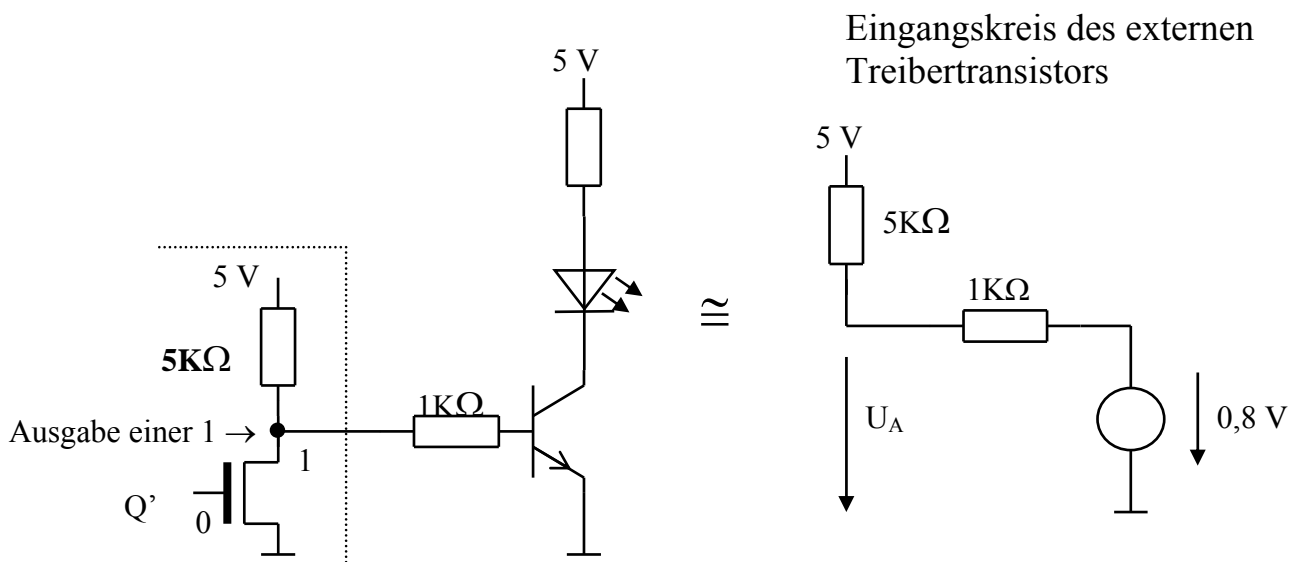 Eingangskreis des externen
Treibertransistors
5 V
5 V
5KΩ
1KΩ
≅
5 V
5KΩ
1KΩ
Ausgabe einer 1 →
1
U_A
0,8 V
Q’
0